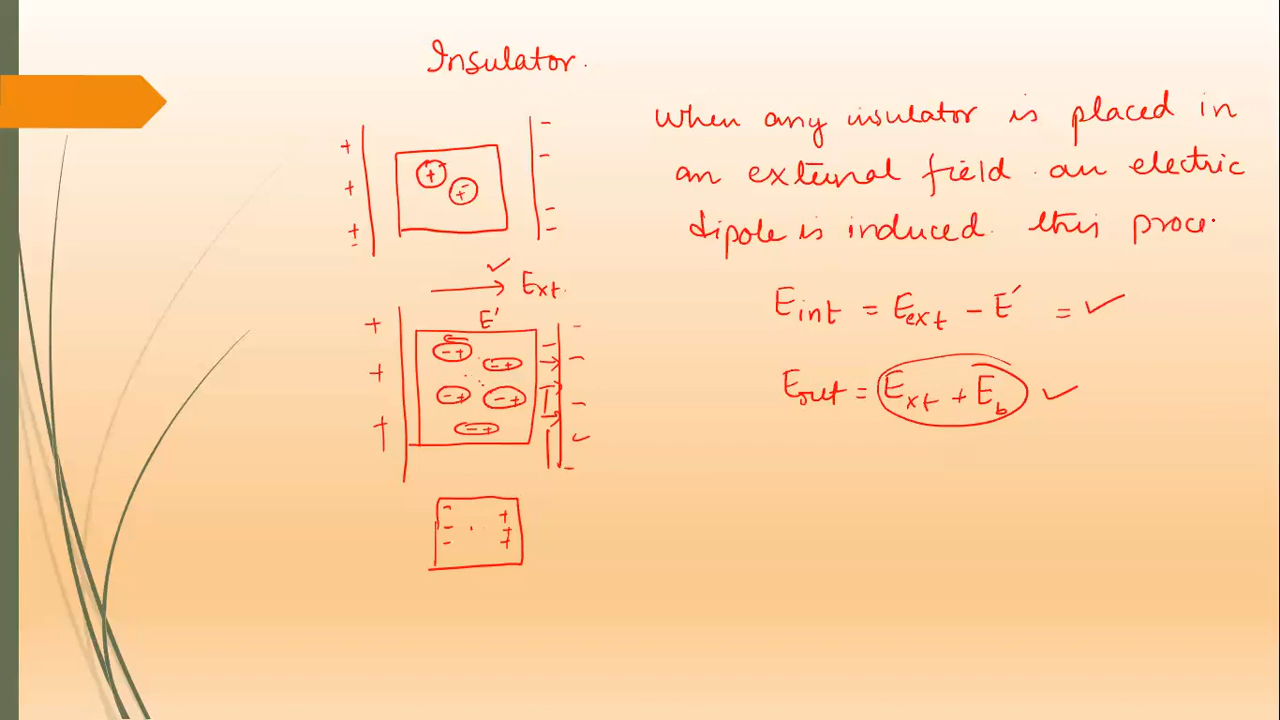 Insulator.
When any insulator is placed in
an external field. an electric
dipole is induced. this proce
+ -
+ -
+ -
- -
+
+ -
Ext.
E'
Eint = Eext - E' = ✓
Eout = Ext + Eb ✓
+ -
- + - +
+ -
- + - +
- + -
+
- +
- +
- +